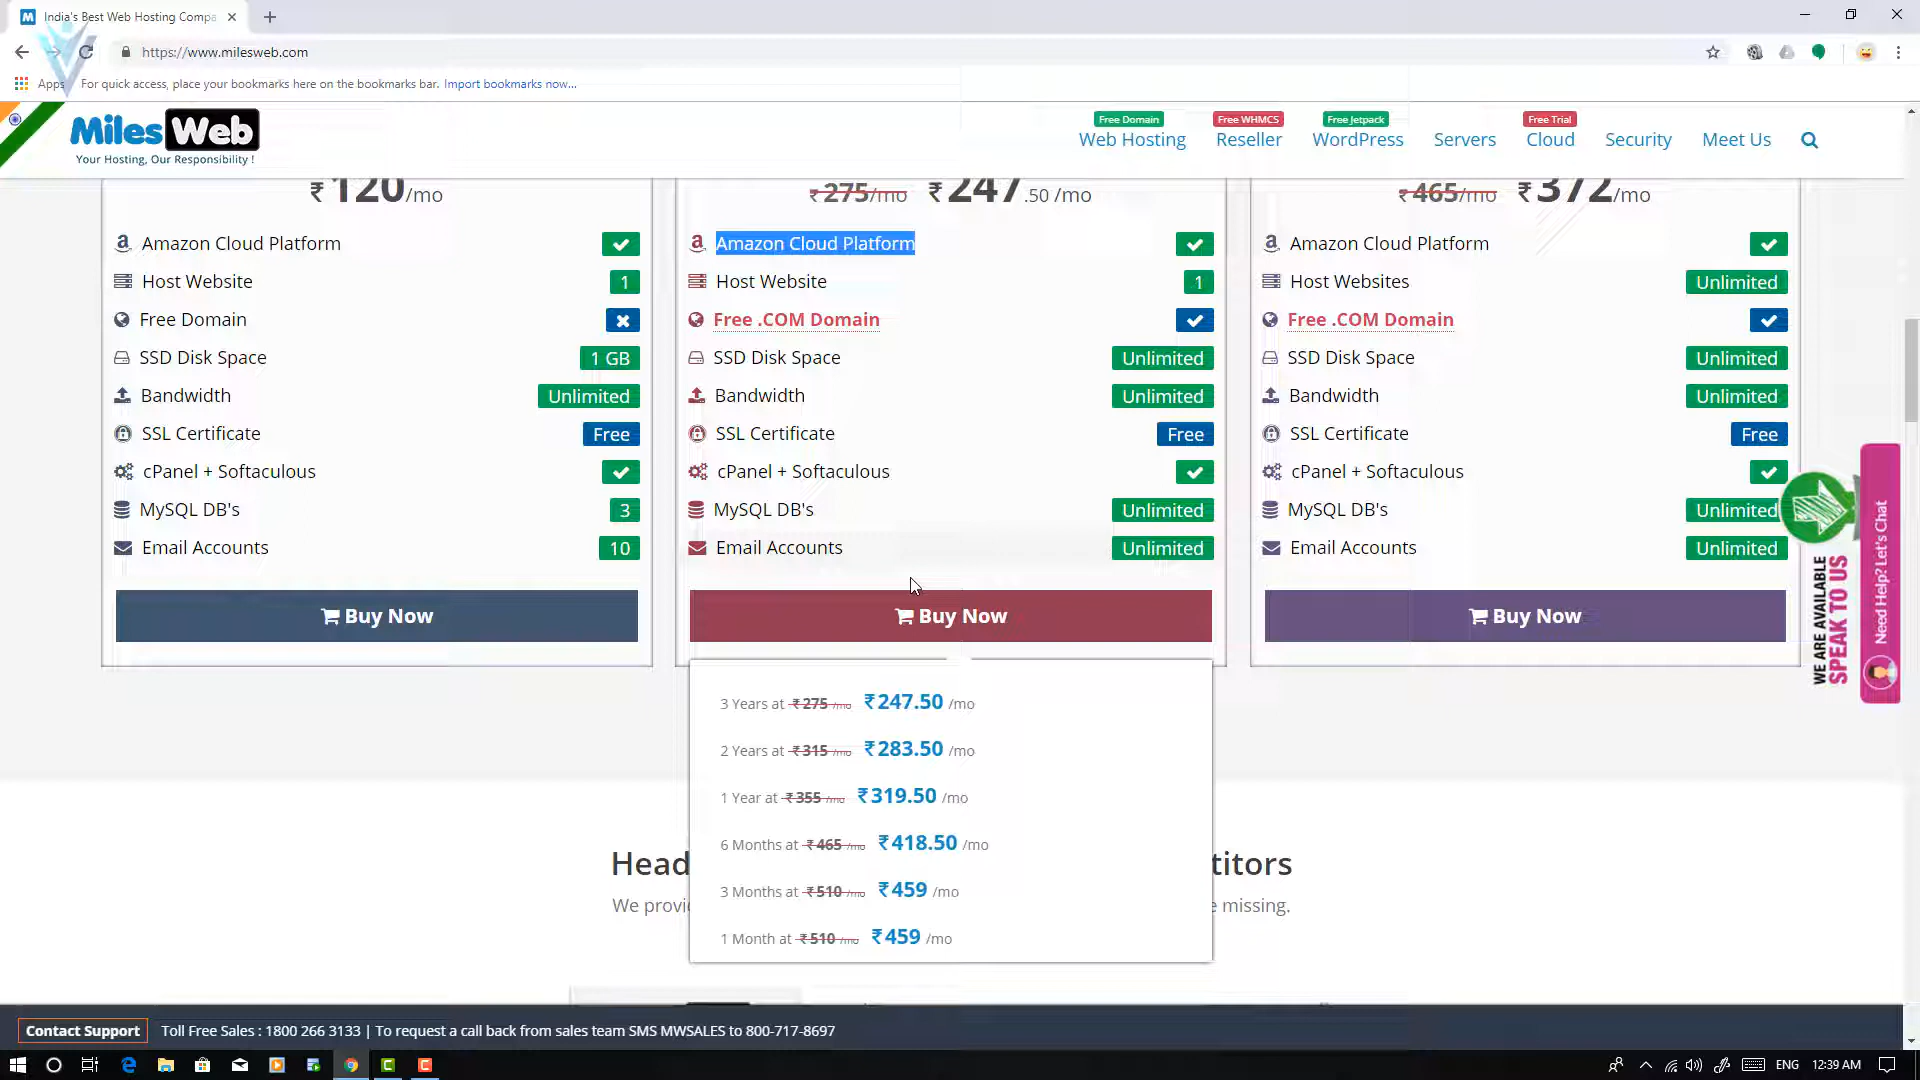 India's Best Web Hosting Compa
https://www.milesweb.com
Apps For quick access, place your bookmarks here on the bookmarks bar. Import bookmarks now...
Miles Web
Your Hosting, Our Responsibility !
Free Domain Free WHMCS Free Jetpack Free Trial
Web Hosting Reseller WordPress Servers Cloud Security Meet Us
₹ 120/mo
Amazon Cloud Platform
Host Website 1
Free Domain
SSD Disk Space 1 GB
Bandwidth Unlimited
SSL Certificate Free
cPanel + Softaculous
MySQL DB's 3
Email Accounts 10
Buy Now
₹ 275/mo ₹ 247.50 /mo
Amazon Cloud Platform
Host Website 1
Free .COM Domain
SSD Disk Space Unlimited
Bandwidth Unlimited
SSL Certificate Free
cPanel + Softaculous
MySQL DB's Unlimited
Email Accounts Unlimited
Buy Now
3 Years at ₹ 275 /mo ₹ 247.50 /mo
2 Years at ₹ 315 /mo ₹ 283.50 /mo
1 Year at ₹ 355 /mo ₹ 319.50 /mo
6 Months at ₹ 465 /mo ₹ 418.50 /mo
3 Months at ₹ 510 /mo ₹ 459 /mo
1 Month at ₹ 510 /mo ₹ 459 /mo
₹ 465/mo ₹ 372/mo
Amazon Cloud Platform
Host Websites Unlimited
Free .COM Domain
SSD Disk Space Unlimited
Bandwidth Unlimited
SSL Certificate Free
cPanel + Softaculous
MySQL DB's Unlimited
Email Accounts Unlimited
Buy Now
WE ARE AVAILABLE
SPEAK TO US
Need Help? Let's Chat
Head titors
We provi e missing.
Contact Support Toll Free Sales : 1800 266 3133 | To request a call back from sales team SMS MWSALES to 800-717-8697
ENG 12:39 AM